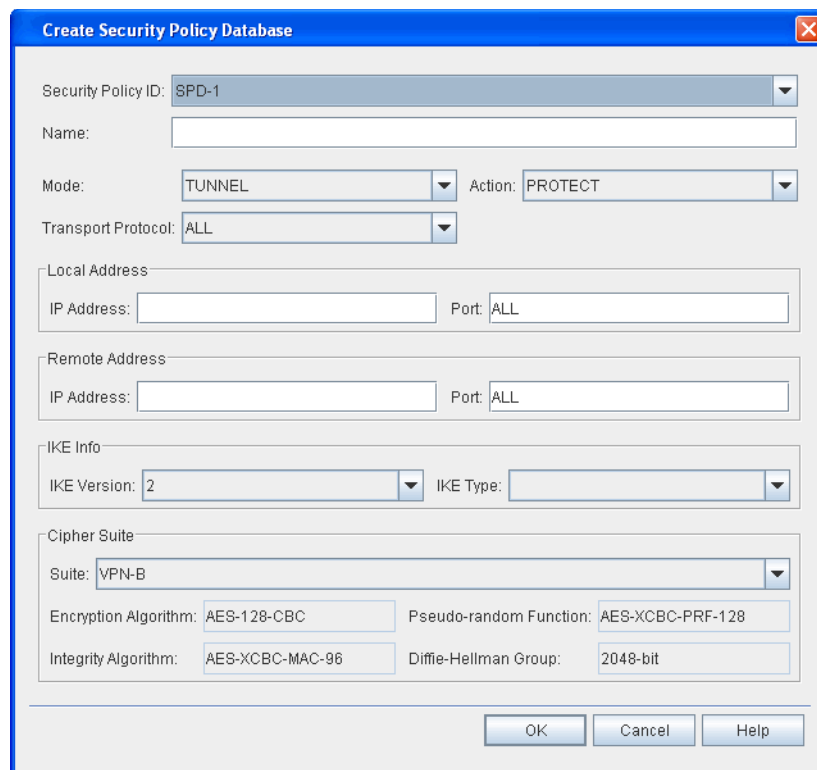 Create Security Policy Database
Security Policy ID: SPD-1
Name:
Mode: TUNNEL Action: PROTECT
Transport Protocol: ALL
Local Address
IP Address: Port: ALL
Remote Address
IP Address: Port: ALL
IKE Info
IKE Version: 2 IKE Type:
Cipher Suite
Suite: VPN-B
Encryption Algorithm: AES-128-CBC Pseudo-random Function: AES-XCBC-PRF-128
Integrity Algorithm: AES-XCBC-MAC-96 Diffie-Hellman Group: 2048-bit
OK Cancel Help